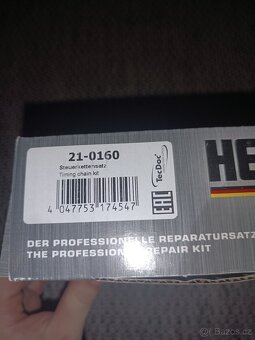 21-0160
Steuerkettensatz
Timing chain kit
TecDoc
EAC
4 047753 174547
HE
DER PROFESSIONELLE REPARATURSATZ
THE PROFESSIONAL REPAIR KIT
Bazos.cz